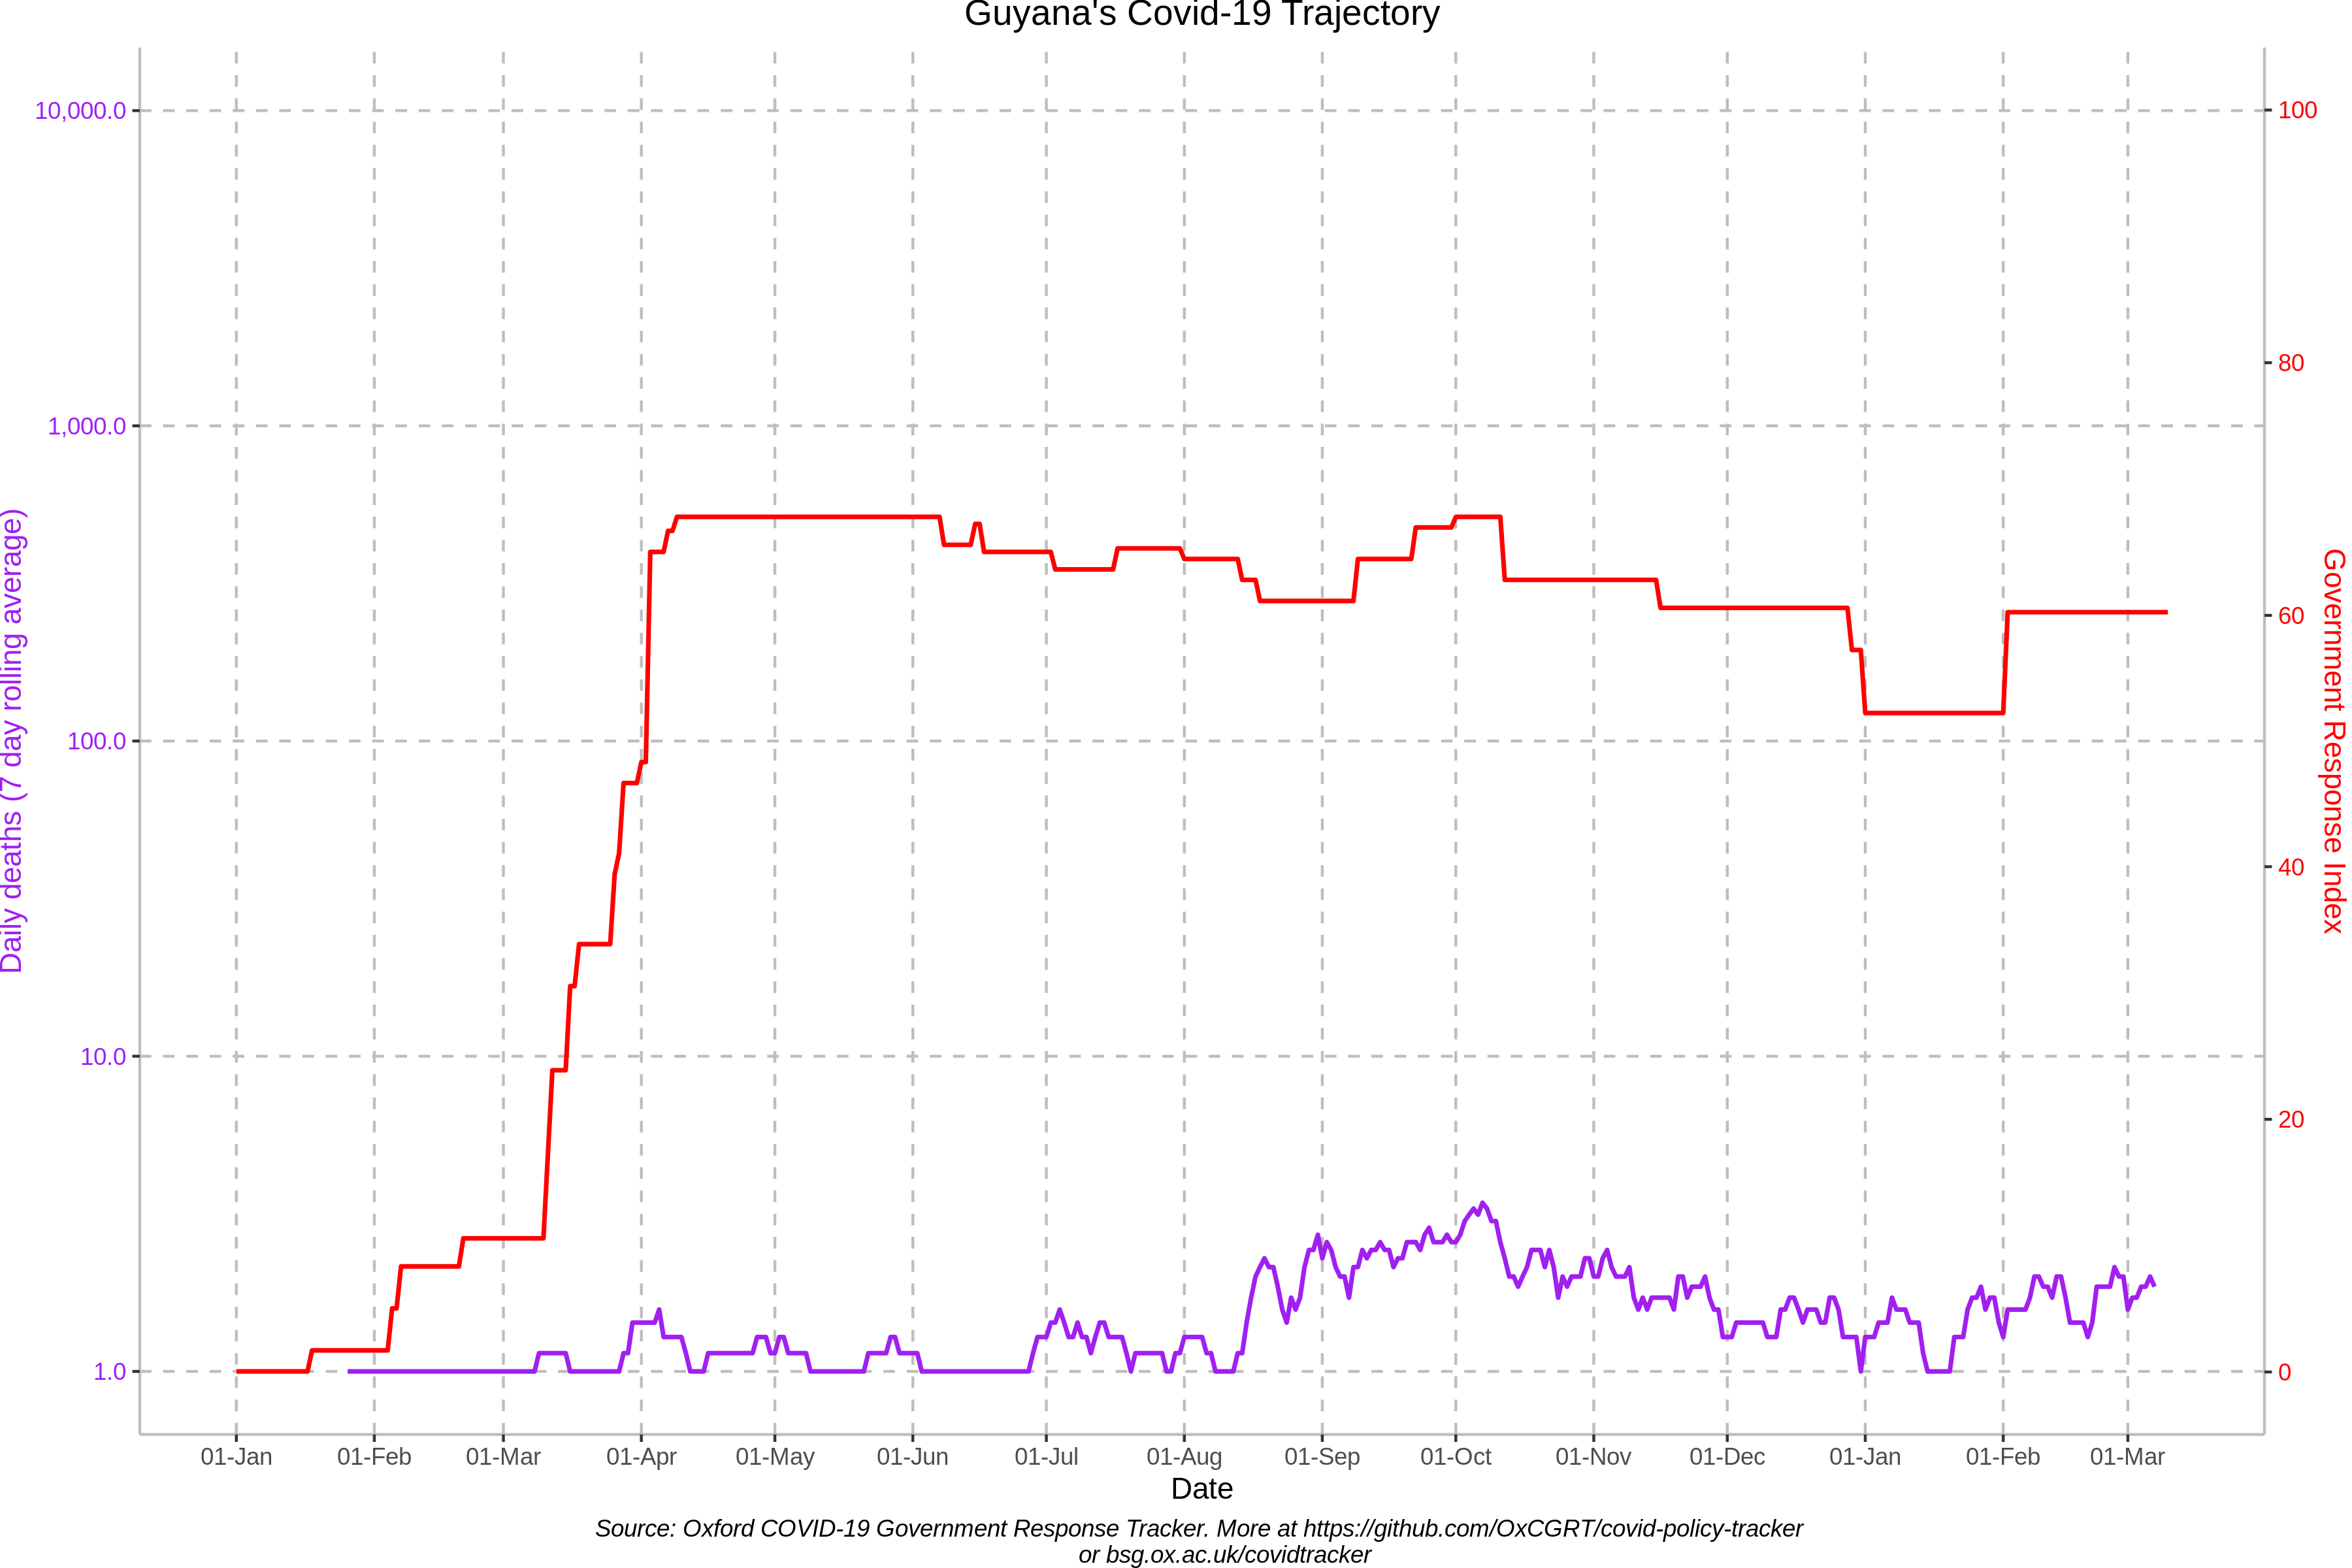 Guyana's Covid-19 Trajectory
10,000.0
1,000.0
100.0
10.0
1.0
Daily deaths (7 day rolling average)
100
80
60
40
20
0
Government Response Index
01-Jan 01-Feb 01-Mar 01-Apr 01-May 01-Jun 01-Jul 01-Aug 01-Sep 01-Oct 01-Nov 01-Dec 01-Jan 01-Feb 01-Mar
Date
Source: Oxford COVID-19 Government Response Tracker. More at https://github.com/OxCGRT/covid-policy-tracker
or bsg.ox.ac.uk/covidtracker